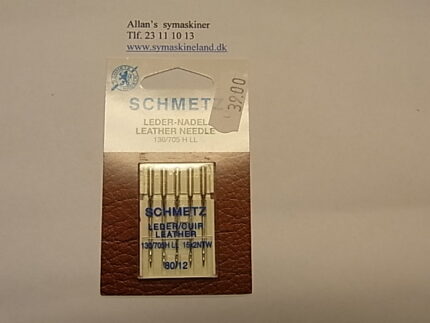 Allan's symaskiner
Tlf. 23 11 10 13
www.symaskineland.dk
SCHMETZ
39.00
LEDER-NADEL
LEATHER NEEDLE
130/705 H LL
SCHMETZ
LEDER/CUIR
LEATHER
130/705H LL 15x2NTW
80/12